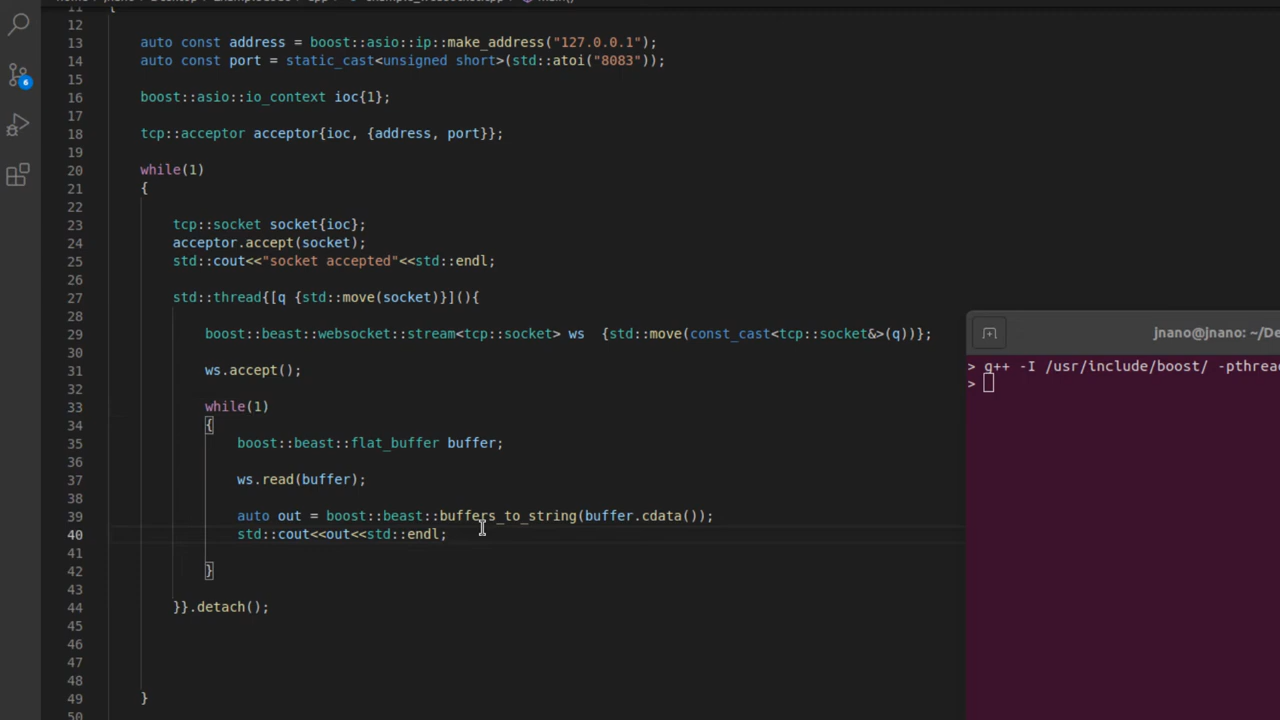 11 {
12
13 auto const address = boost::asio::ip::make_address("127.0.0.1");
14 auto const port = static_cast<unsigned short>(std::atoi("8083"));
15
16 boost::asio::io_context ioc{1};
17
18 tcp::acceptor acceptor{ioc, {address, port}};
19
20 while(1)
21 {
22
23 tcp::socket socket{ioc};
24 acceptor.accept(socket);
25 std::cout<<"socket accepted"<<std::endl;
26
27 std::thread{[q {std::move(socket)}](){
28
29 boost::beast::websocket::stream<tcp::socket> ws {std::move(const_cast<tcp::socket&>(q))};
30
31 ws.accept();
32
33 while(1)
34 {
35 boost::beast::flat_buffer buffer;
36
37 ws.read(buffer);
38
39 auto out = boost::beast::buffers_to_string(buffer.cdata());
40 std::cout<<out<<std::endl;
41
42 }
43
44 }}.detach();
45
46
47
48
49 }
50
6
jnano@jnano: ~/De
> g++ -I /usr/include/boost/ -pthread
>